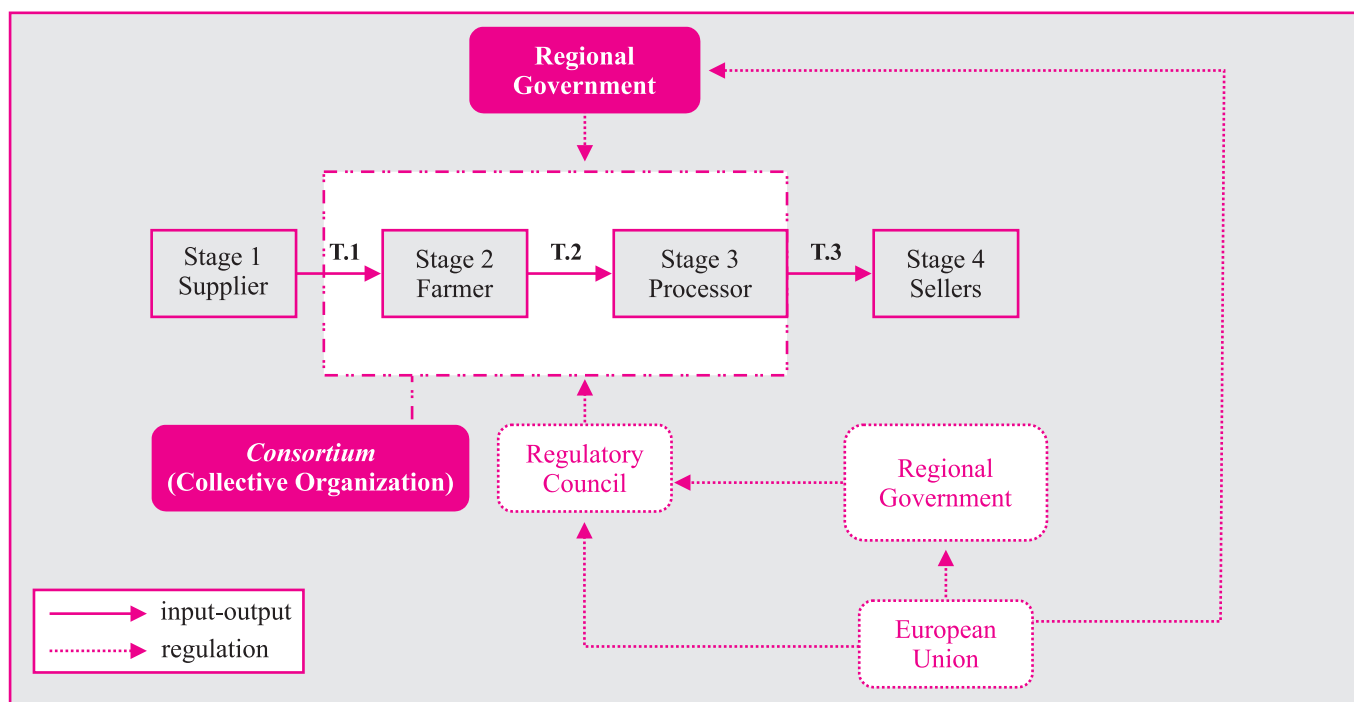 Regional
Government
Stage 1
Supplier
T.1
Stage 2
Farmer
T.2
Stage 3
Processor
T.3
Stage 4
Sellers
Consortium
(Collective Organization)
Regulatory
Council
Regional
Government
European
Union
input-output
regulation